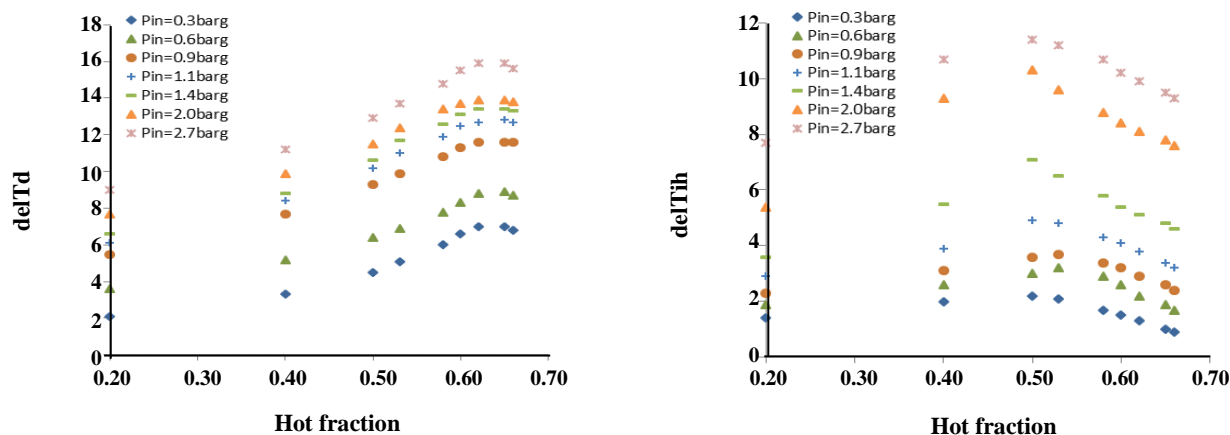 18
16
14
12
10
8
6
4
2
0
delTd
Pin=0.3barg
Pin=0.6barg
Pin=0.9barg
Pin=1.1barg
Pin=1.4barg
Pin=2.0barg
Pin=2.7barg
0.20 0.30 0.40 0.50 0.60 0.70
Hot fraction
12
10
8
6
4
2
0
delTih
Pin=0.3barg
Pin=0.6barg
Pin=0.9barg
Pin=1.1barg
Pin=1.4barg
Pin=2.0barg
Pin=2.7barg
0.20 0.30 0.40 0.50 0.60 0.70
Hot fraction